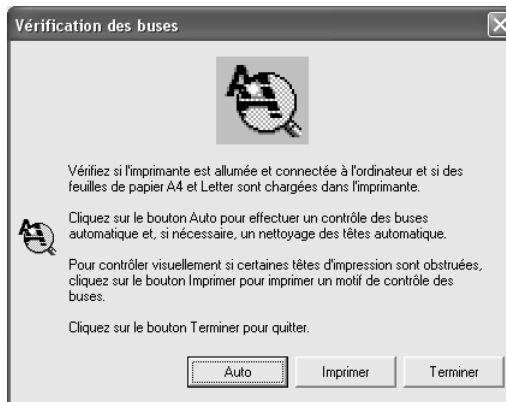 Vérification des buses
Vérifiez si l'imprimante est allumée et connectée à l'ordinateur et si des
feuilles de papier A4 et Letter sont chargées dans l'imprimante.
Cliquez sur le bouton Auto pour effectuer un contrôle des buses
automatique et, si nécessaire, un nettoyage des têtes automatique.
Pour contrôler visuellement si certaines têtes d'impression sont obstruées,
cliquez sur le bouton Imprimer pour imprimer un motif de contrôle des
buses.
Cliquez sur le bouton Terminer pour quitter.
Auto Imprimer Terminer